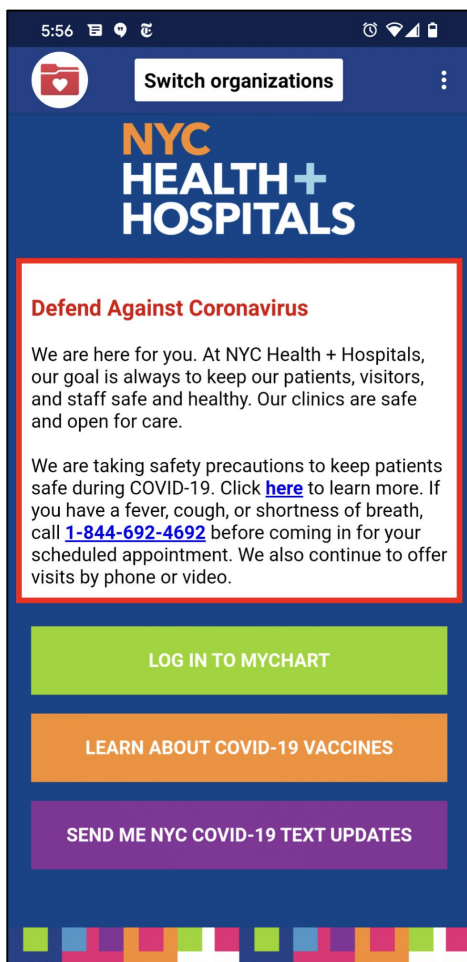 5:56
Switch organizations
NYC
HEALTH+
HOSPITALS
Defend Against Coronavirus
We are here for you. At NYC Health + Hospitals,
our goal is always to keep our patients, visitors,
and staff safe and healthy. Our clinics are safe
and open for care.
We are taking safety precautions to keep patients
safe during COVID-19. Click here to learn more. If
you have a fever, cough, or shortness of breath,
call 1-844-692-4692 before coming in for your
scheduled appointment. We also continue to offer
visits by phone or video.
LOG IN TO MYCHART
LEARN ABOUT COVID-19 VACCINES
SEND ME NYC COVID-19 TEXT UPDATES